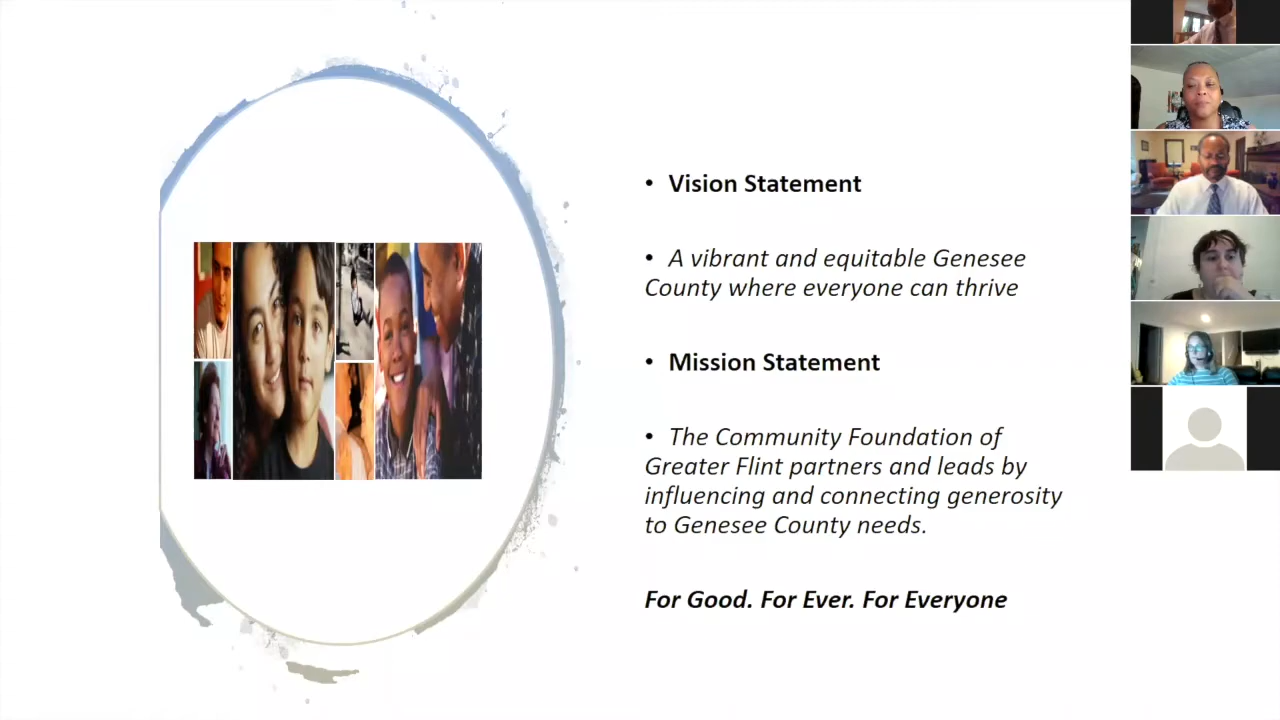 • Vision Statement
• A vibrant and equitable Genesee
County where everyone can thrive
• Mission Statement
• The Community Foundation of
Greater Flint partners and leads by
influencing and connecting generosity
to Genesee County needs.
For Good. For Ever. For Everyone